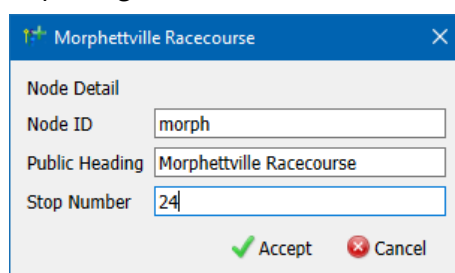 Morphettville Racecourse
Node Detail
Node ID morph
Public Heading Morphettville Racecourse
Stop Number 24
Accept Cancel